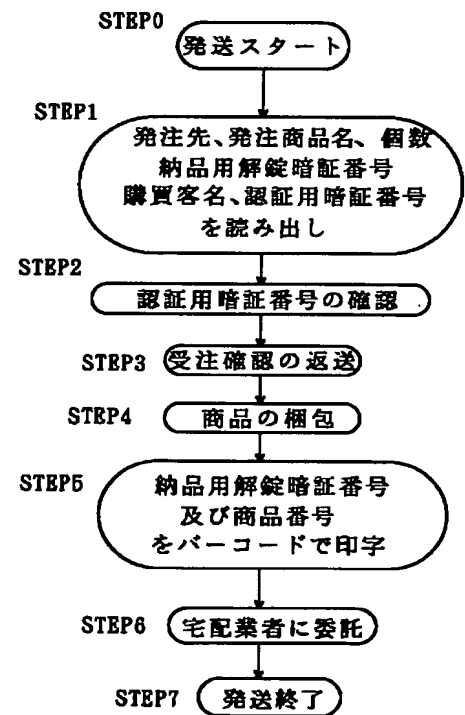 STEP0
発送スタート
STEP1
発注先、発注商品名、個数
納品用解錠暗証番号
購買客名、認証用暗証番号
を読み出し
STEP2
認証用暗証番号の確認
STEP3
受注確認の返送
STEP4
商品の梱包
STEP5
納品用解錠暗証番号
及び商品番号
をバーコードで印字
STEP6
宅配業者に委託
STEP7
発送終了